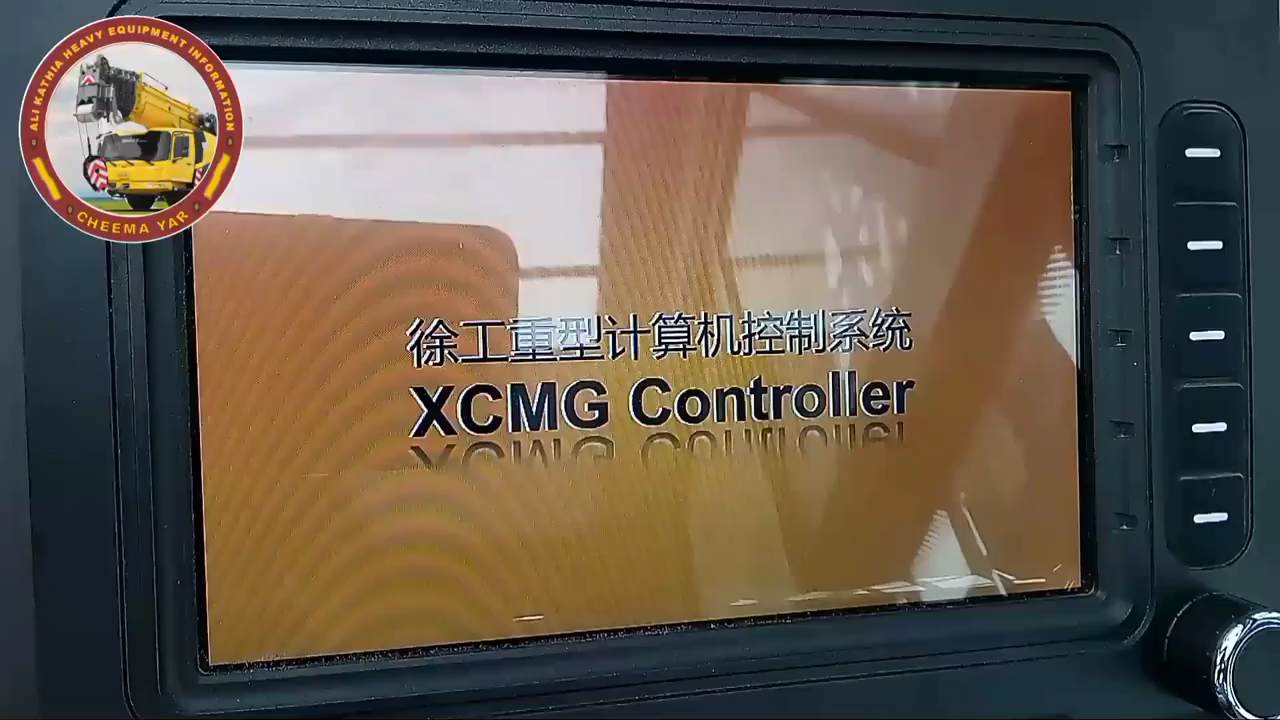 ALI KATHIA HEAVY EQUIPMENT INFORMATION
CHEEMA YAR
徐工重型计算机控制系统
XCMG Controller